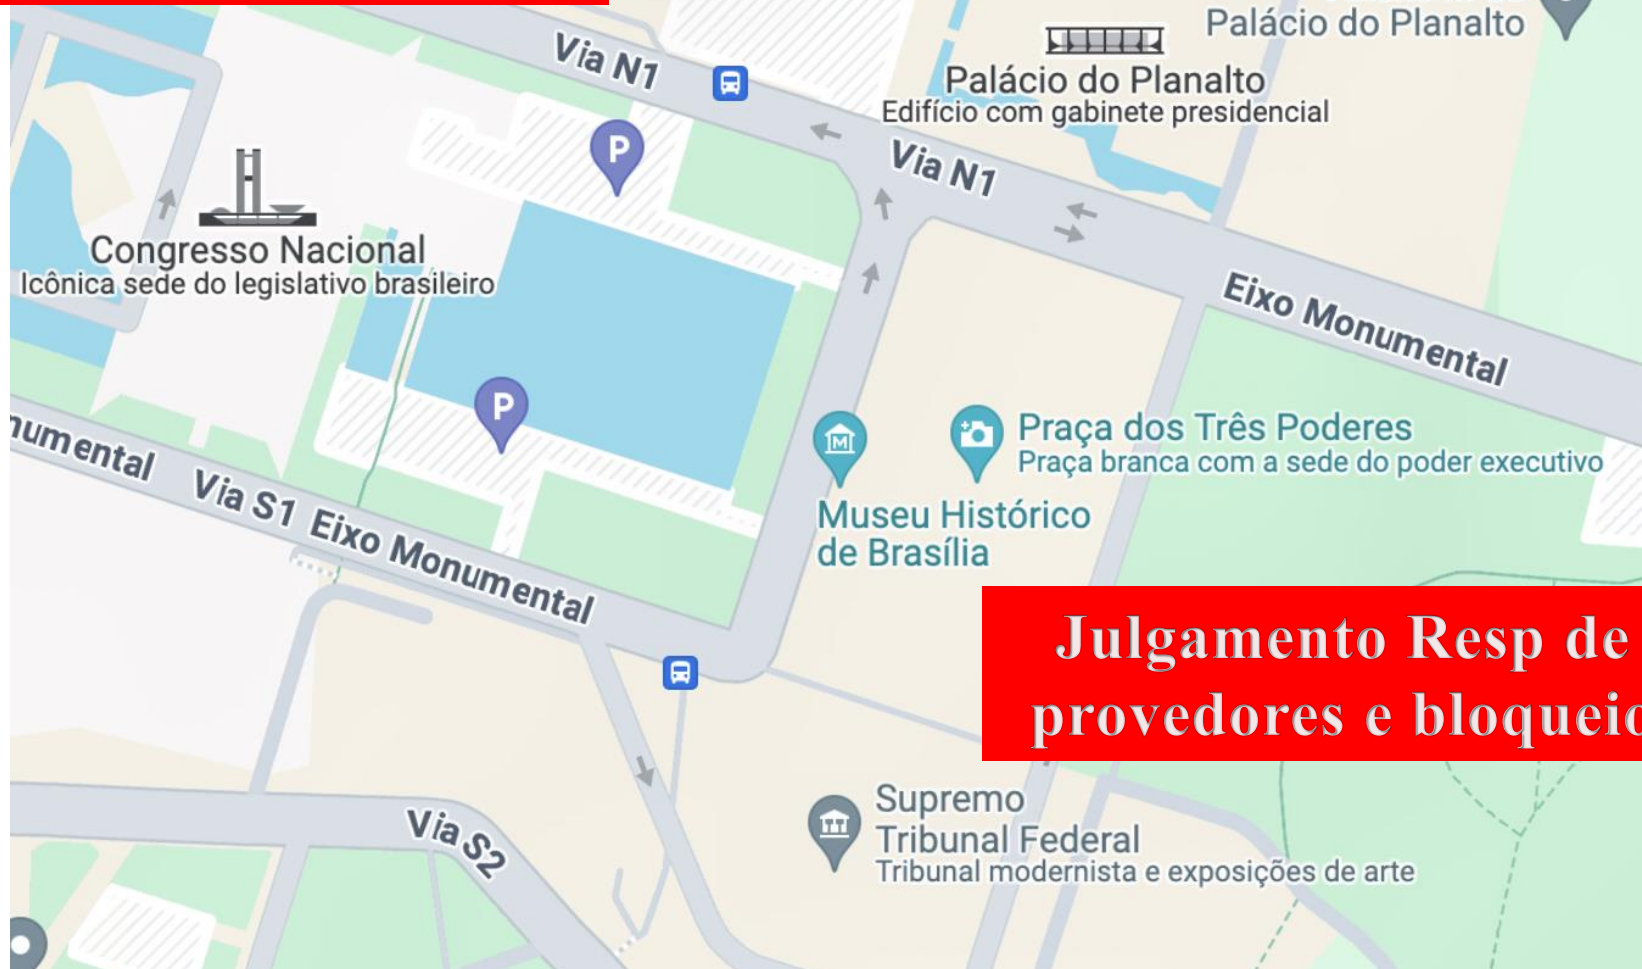 Palácio do Planalto
Via N1
Palácio do Planalto
Edifício com gabinete presidencial
P
Via N1
Congresso Nacional
Icônica sede do legislativo brasileiro
Eixo Monumental
P
Praça dos Três Poderes
Praça branca com a sede do poder executivo
numental
Via S1
Eixo Monumental
M
Museu Histórico
de Brasília
Julgamento Resp de
provedores e bloqueio
Supremo
Tribunal Federal
Tribunal modernista e exposições de arte
Via S2